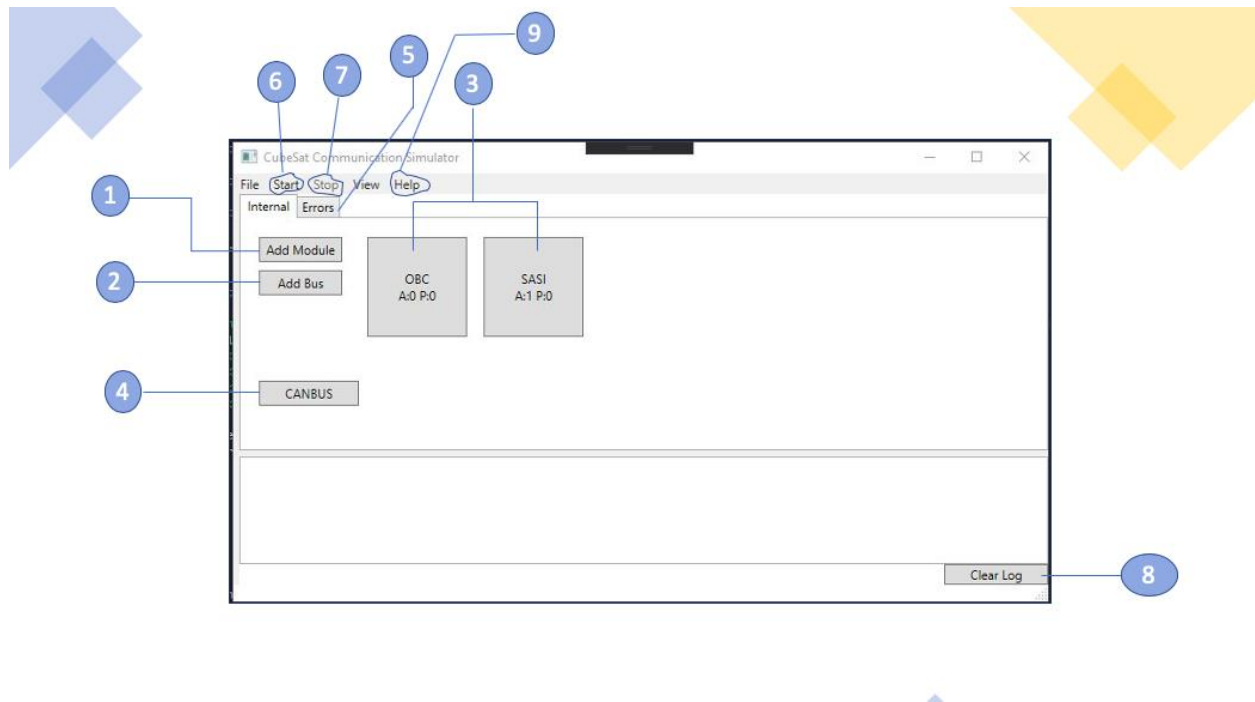 9
5
6
7
3
CubeSat Communication Simulator
File Start Stop View Help
1
Internal Errors
Add Module
2
Add Bus
OBC
A:0 P:0
SASI
A:1 P:0
4
CANBUS
Clear Log
8